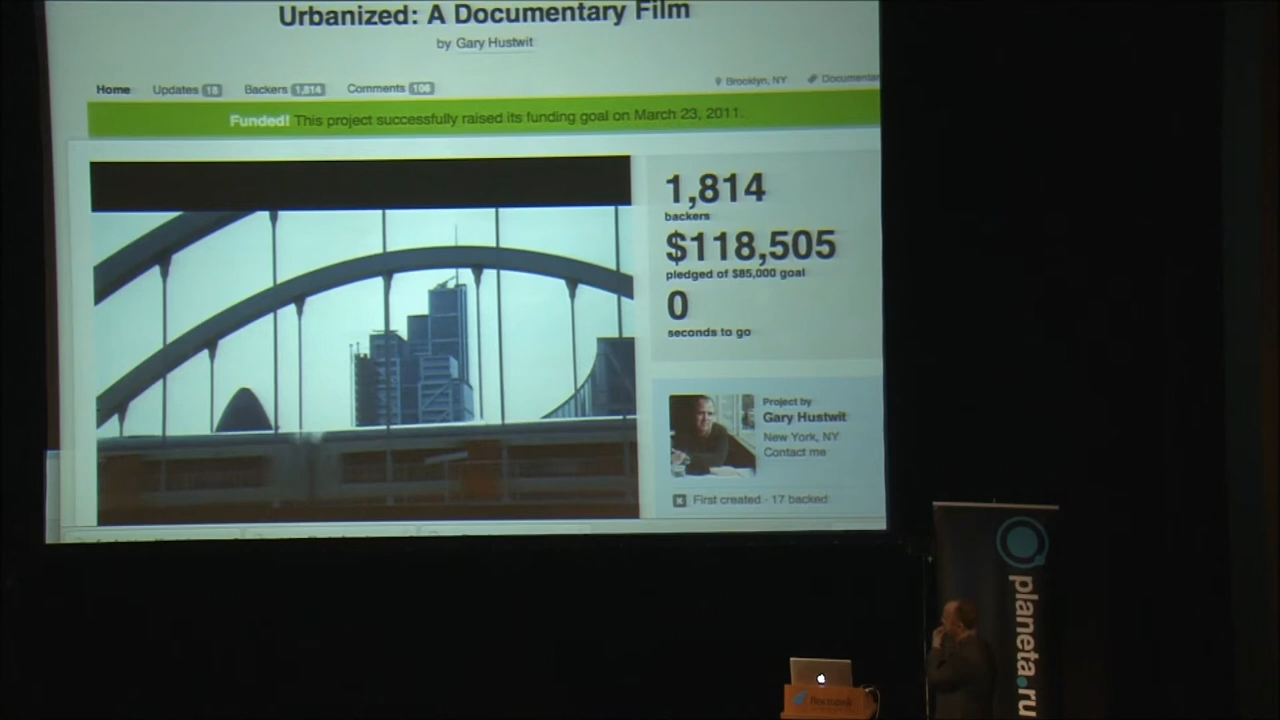 Urbanized: A Documentary Film
by Gary Hustwit
Home Updates 18 Backers 1,814 Comments 106
Brooklyn, NY
Funded! This project successfully raised its funding goal on March 23, 2011.
1,814
backers
$118,505
pledged of $85,000 goal
0
seconds to go
Project by
Gary Hustwit
New York, NY
Contact me
First created · 17 backed
planeta.ru